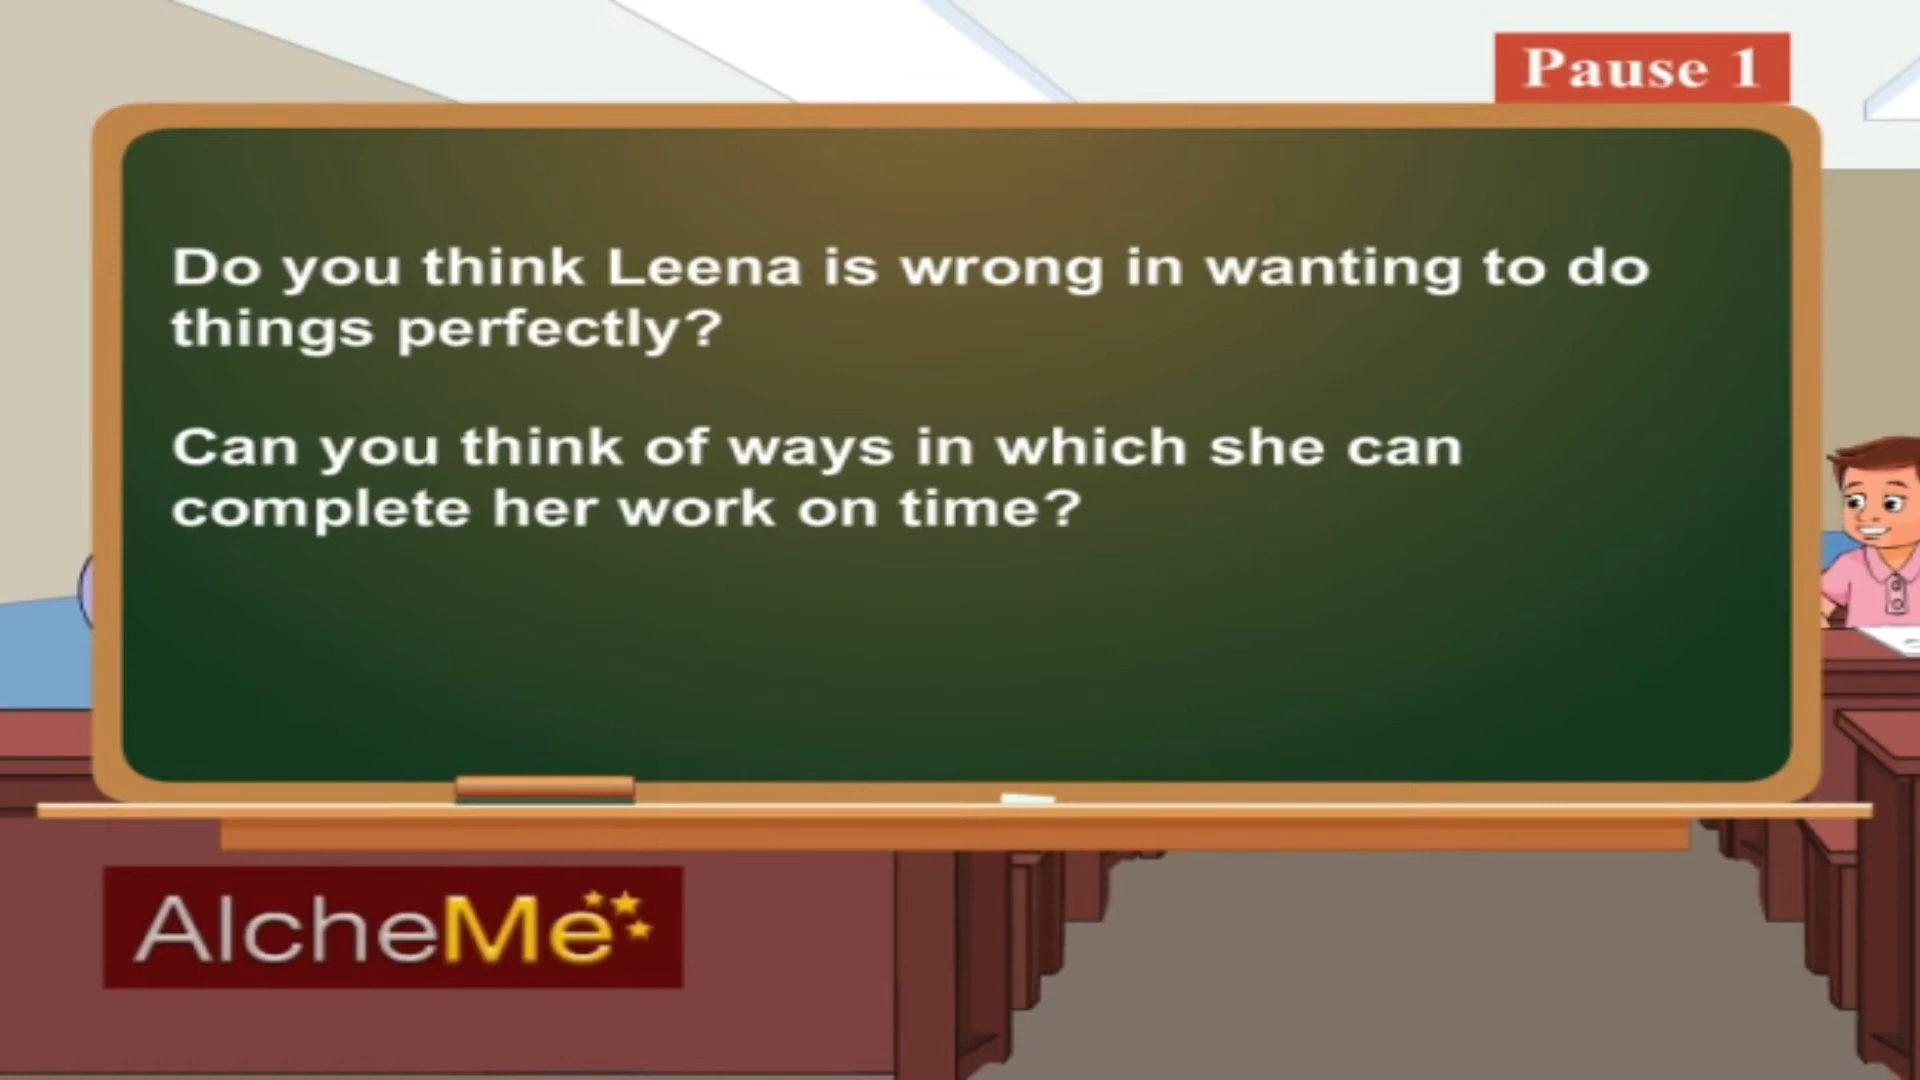 Pause 1
Do you think Leena is wrong in wanting to do
things perfectly?
Can you think of ways in which she can
complete her work on time?
AlcheMe